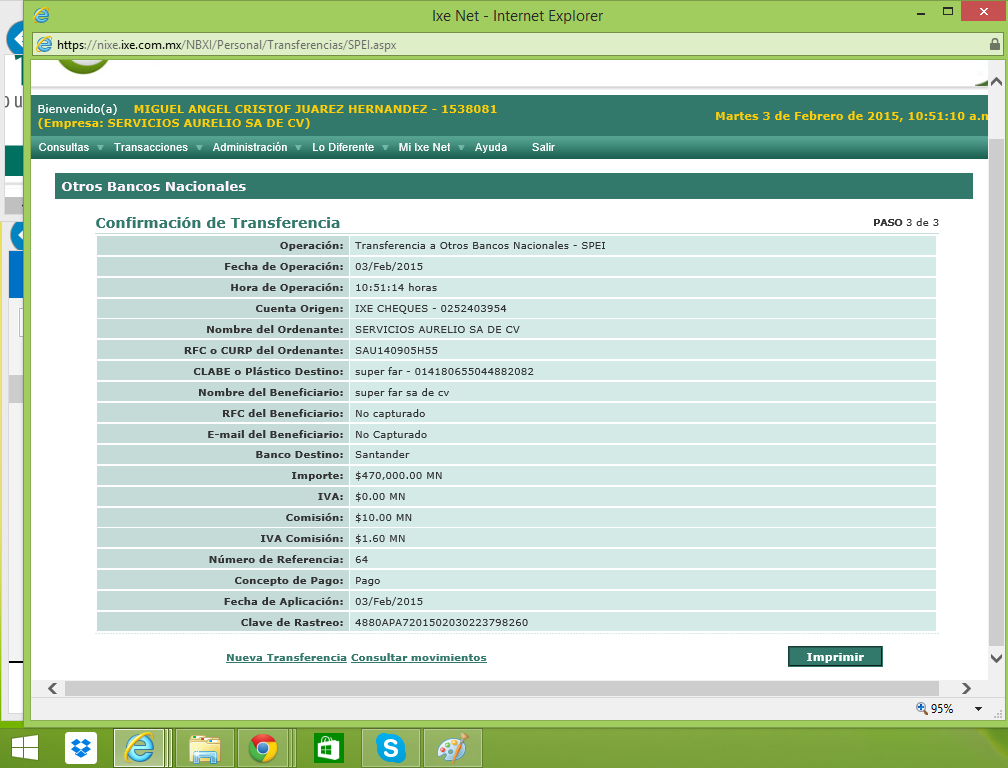 Ixe Net - Internet Explorer
https://nixe.ixe.com.mx/NBXI/Personal/Transferencias/SPEI.aspx
Bienvenido(a) MIGUEL ANGEL CRISTOF JUAREZ HERNANDEZ - 1538081
(Empresa: SERVICIOS AURELIO SA DE CV)
Martes 3 de Febrero de 2015, 10:51:10 a.n
Consultas Transacciones Administración Lo Diferente Mi Ixe Net Ayuda Salir
Otros Bancos Nacionales
Confirmación de Transferencia PASO 3 de 3
Operación: Transferencia a Otros Bancos Nacionales - SPEI
Fecha de Operación: 03/Feb/2015
Hora de Operación: 10:51:14 horas
Cuenta Origen: IXE CHEQUES - 0252403954
Nombre del Ordenante: SERVICIOS AURELIO SA DE CV
RFC o CURP del Ordenante: SAU140905H55
CLABE o Plástico Destino: super far - 014180655044882082
Nombre del Beneficiario: super far sa de cv
RFC del Beneficiario: No capturado
E-mail del Beneficiario: No Capturado
Banco Destino: Santander
Importe: $470,000.00 MN
IVA: $0.00 MN
Comisión: $10.00 MN
IVA Comisión: $1.60 MN
Número de Referencia: 64
Concepto de Pago: Pago
Fecha de Aplicación: 03/Feb/2015
Clave de Rastreo: 4880APA7201502030223798260
Nueva Transferencia Consultar movimientos Imprimir
95%